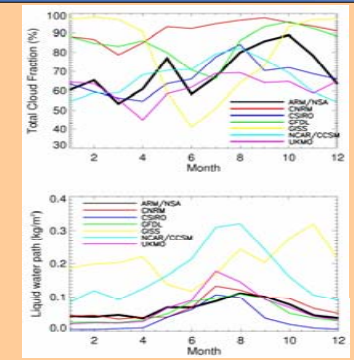 Total Cloud Fraction (%)
100
90
80
70
60
50
40
30
ARM/NSA
CNRM
CSIRO
GFDL
GISS
NCAR/CCSM
UKMO
2 4 6 8 10 12
Month
Liquid water path (kg/m²)
0.4
0.3
0.2
0.1
0.0
ARM/NSA
CNRM
CSIRO
GFDL
GISS
NCAR/CCSM
UKMO
2 4 6 8 10 12
Month